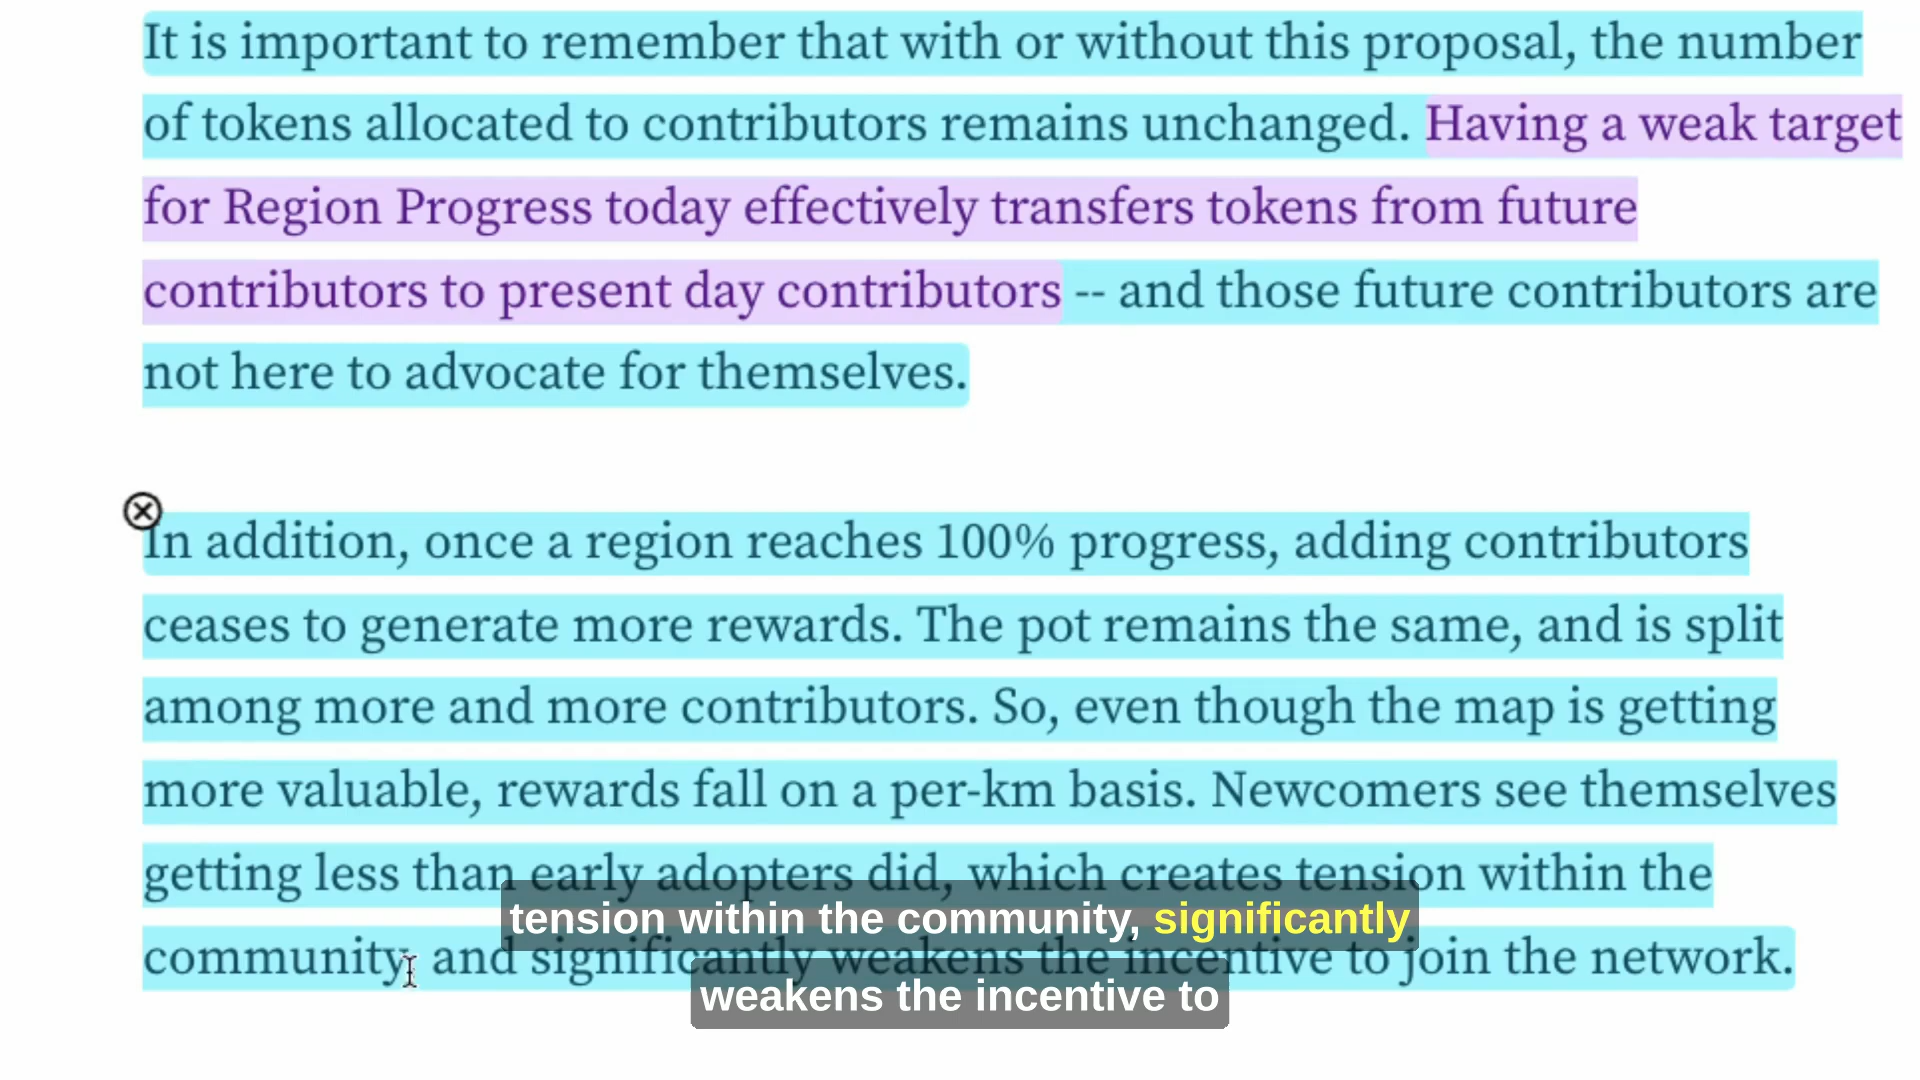 It is important to remember that with or without this proposal, the number
of tokens allocated to contributors remains unchanged. Having a weak target
for Region Progress today effectively transfers tokens from future
contributors to present day contributors -- and those future contributors are
not here to advocate for themselves.
In addition, once a region reaches 100% progress, adding contributors
ceases to generate more rewards. The pot remains the same, and is split
among more and more contributors. So, even though the map is getting
more valuable, rewards fall on a per-km basis. Newcomers see themselves
getting less than early adopters did, which creates tension within the
tension within the community, significantly
community, and significantly weakens the incentive to join the network.
weakens the incentive to